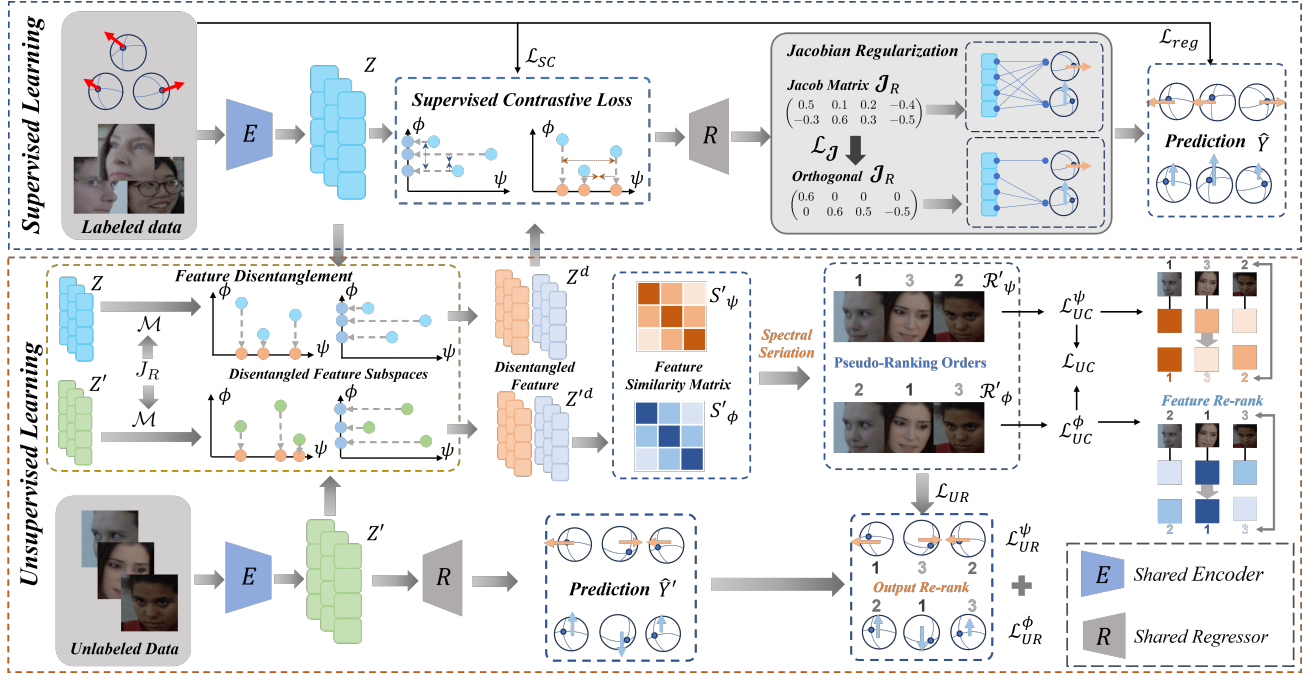 Supervised Learning
Labeled data
E
Z
ℒ_SC
Supervised Contrastive Loss
ϕ
ψ
ϕ
ψ
R
Jacobian Regularization
Jacob Matrix 𝒥_R
0.5 0.1 0.2 −0.4
−0.3 0.6 0.3 −0.5
ℒ_𝒥
Orthogonal 𝒥_R
0.6 0 0 0
0 0.6 0.5 −0.5
ℒ_reg
Prediction Ŷ
Unsupervised Learning
Z
ℳ
J_R
ℳ
Z′
Feature Disentanglement
ϕ
ψ
ϕ
ψ
Disentangled Feature Subspaces
ϕ
ψ
ϕ
ψ
Z^d
Disentangled
Feature
Z′^d
S′_ψ
Feature
Similarity Matrix
S′_ϕ
Spectral
Seriation
1 3 2 ℛ′_ψ
Pseudo-Ranking Orders
2 1 3 ℛ′_ϕ
ℒ_UC^ψ
ℒ_UC
ℒ_UC^ϕ
1 3 2
1 3 2
Feature Re-rank
2 1 3
2 1 3
Unlabeled Data
E
Z′
R
Prediction Ŷ′
ℒ_UR
1 3 2
Output Re-rank
2 1 3
ℒ_UR^ψ
+
ℒ_UR^ϕ
E Shared Encoder
R Shared Regressor